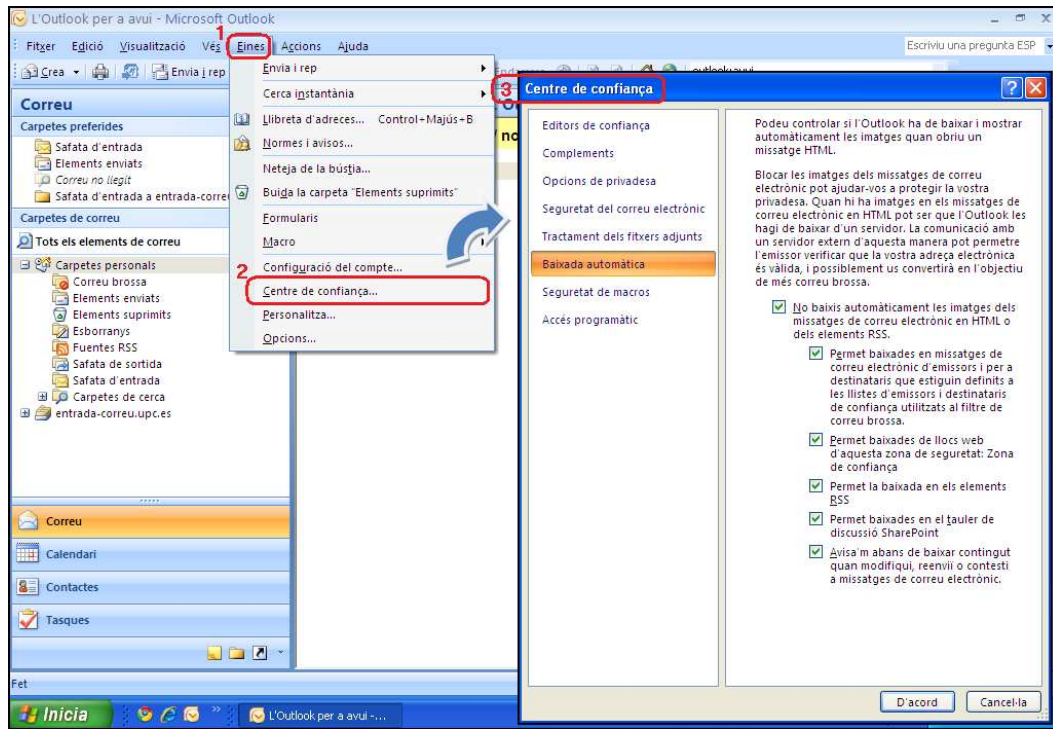 L'Outlook per a avui - Microsoft Outlook
1
Fitxer Edició Visualització Vés Eines Accions Ajuda
Escriviu una pregunta ESP
Crea Envia i rep
outlook:avui
Correu
Carpetes preferides
Safata d'entrada
Elements enviats
Correu no llegit
Safata d'entrada a entrada-corre
Carpetes de correu
Tots els elements de correu
Carpetes personals
Correu brossa
Elements enviats
Elements suprimits
Esborranys
Fuentes RSS
Safata de sortida
Safata d'entrada
Carpetes de cerca
entrada-correu.upc.es
Correu
Calendari
Contactes
Tasques
Fet
Inicia
L'Outlook per a avui -...
Envia i rep
Cerca instantània
Llibreta d'adreces... Control+Majús+B
Normes i avisos...
Neteja de la bústia...
Buida la carpeta "Elements suprimits"
Formularis
Macro
Configuració del compte...
2
Centre de confiança...
Personalitza...
Opcions...
no
3
Centre de confiança
Editors de confiança
Complements
Opcions de privadesa
Seguretat del correu electrònic
Tractament dels fitxers adjunts
Baixada automàtica
Seguretat de macros
Accés programàtic
Podeu controlar si l'Outlook ha de baixar i mostrar
automàticament les imatges quan obriu un
missatge HTML.
Blocar les imatges dels missatges de correu
electrònic pot ajudar-vos a protegir la vostra
privadesa. Quan hi ha imatges en els missatges de
correu electrònic en HTML pot ser que l'Outlook les
hagi de baixar d'un servidor. La comunicació amb
un servidor extern d'aquesta manera pot permetre
l'emissor verificar que la vostra adreça electrònica
és vàlida, i possiblement us convertirà en l'objectiu
de més correu brossa.
No baixis automàticament les imatges dels
missatges de correu electrònic en HTML o
dels elements RSS.
Permet baixades en missatges de
correu electrònic d'emissors i per a
destinataris que estiguin definits a
les llistes d'emissors i destinataris
de confiança utilitzats al filtre de
correu brossa.
Permet baixades de llocs web
d'aquesta zona de seguretat: Zona
de confiança
Permet la baixada en els elements
RSS
Permet baixades en el tauler de
discussió SharePoint
Avisa'm abans de baixar contingut
quan modifiqui, reenviï o contesti
a missatges de correu electrònic.
D'acord Cancel·la